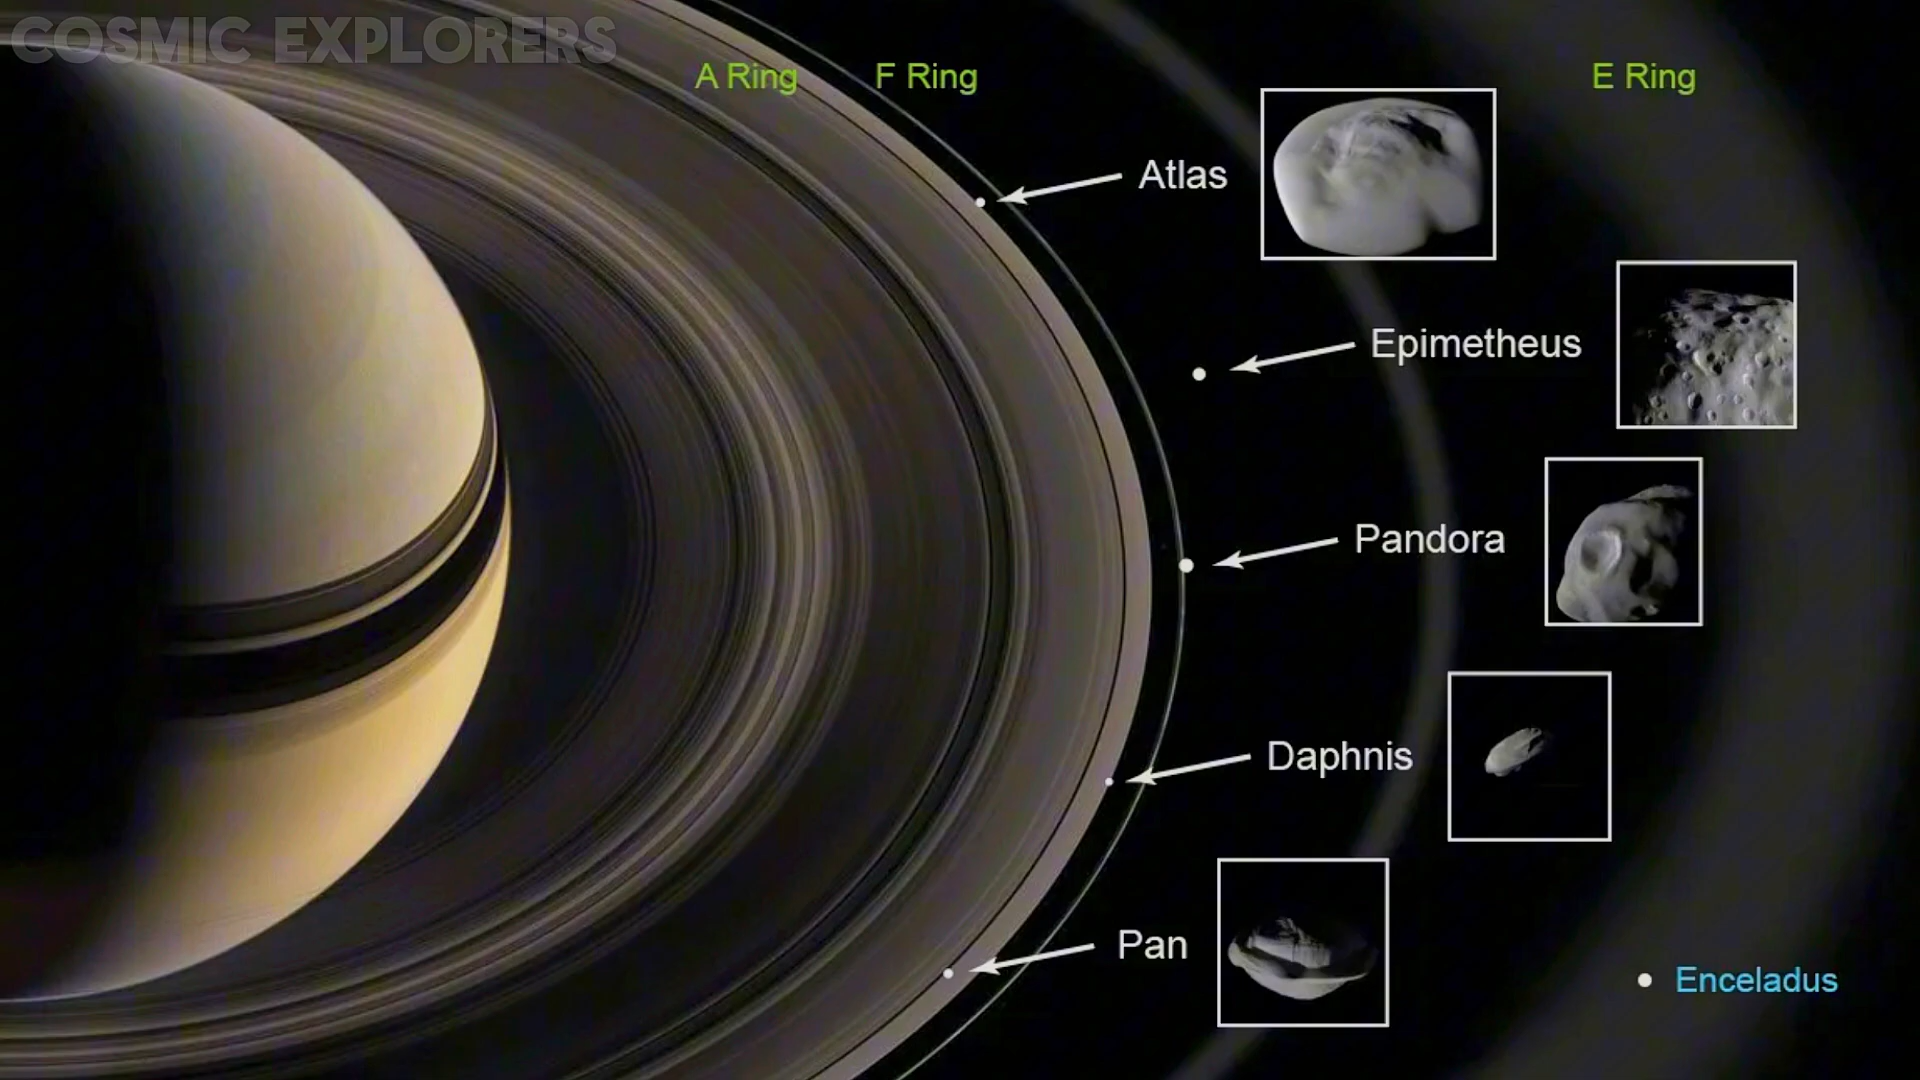 COSMIC EXPLORERS
A Ring
F Ring
E Ring
Atlas
Epimetheus
Pandora
Daphnis
Pan
Enceladus